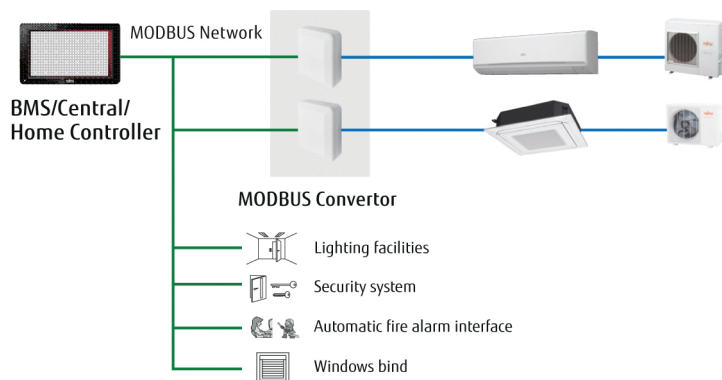 MODBUS Network
BMS/Central/
Home Controller
MODBUS Convertor
Lighting facilities
Security system
Automatic fire alarm interface
Windows bind